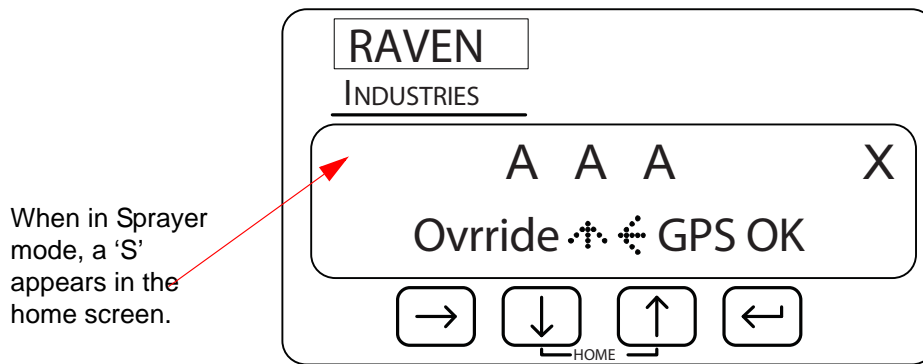 RAVEN
INDUSTRIES
A A A X
Ovrride GPS OK
HOME
When in Sprayer
mode, a ‘S’
appears in the
home screen.